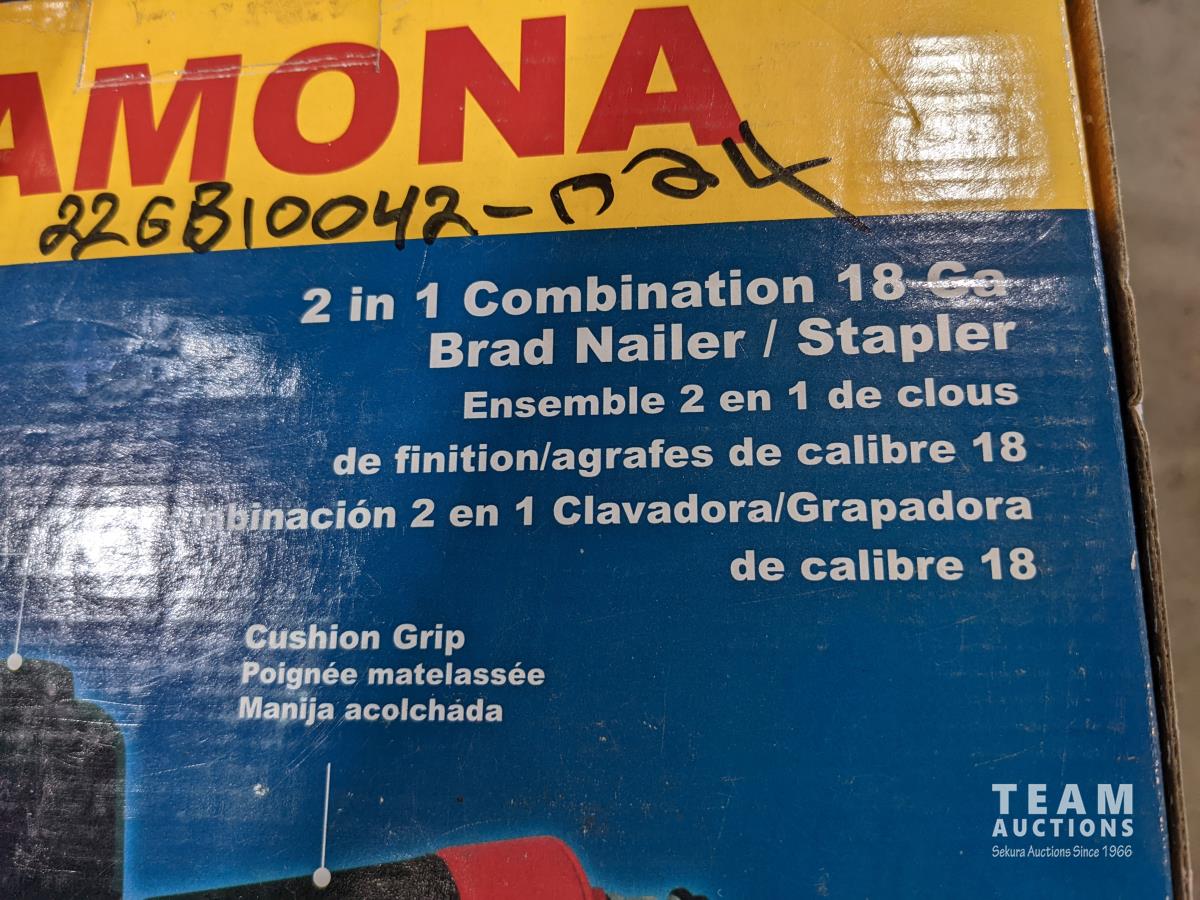 AMONA
22GB10042-024
2 in 1 Combination 18 Ga
Brad Nailer / Stapler
Ensemble 2 en 1 de clous
de finition/agrafes de calibre 18
mbinación 2 en 1 Clavadora/Grapadora
de calibre 18
Cushion Grip
Poignée matelassée
Manija acolchada
TEAM
AUCTIONS
Sekura Auctions Since 1966